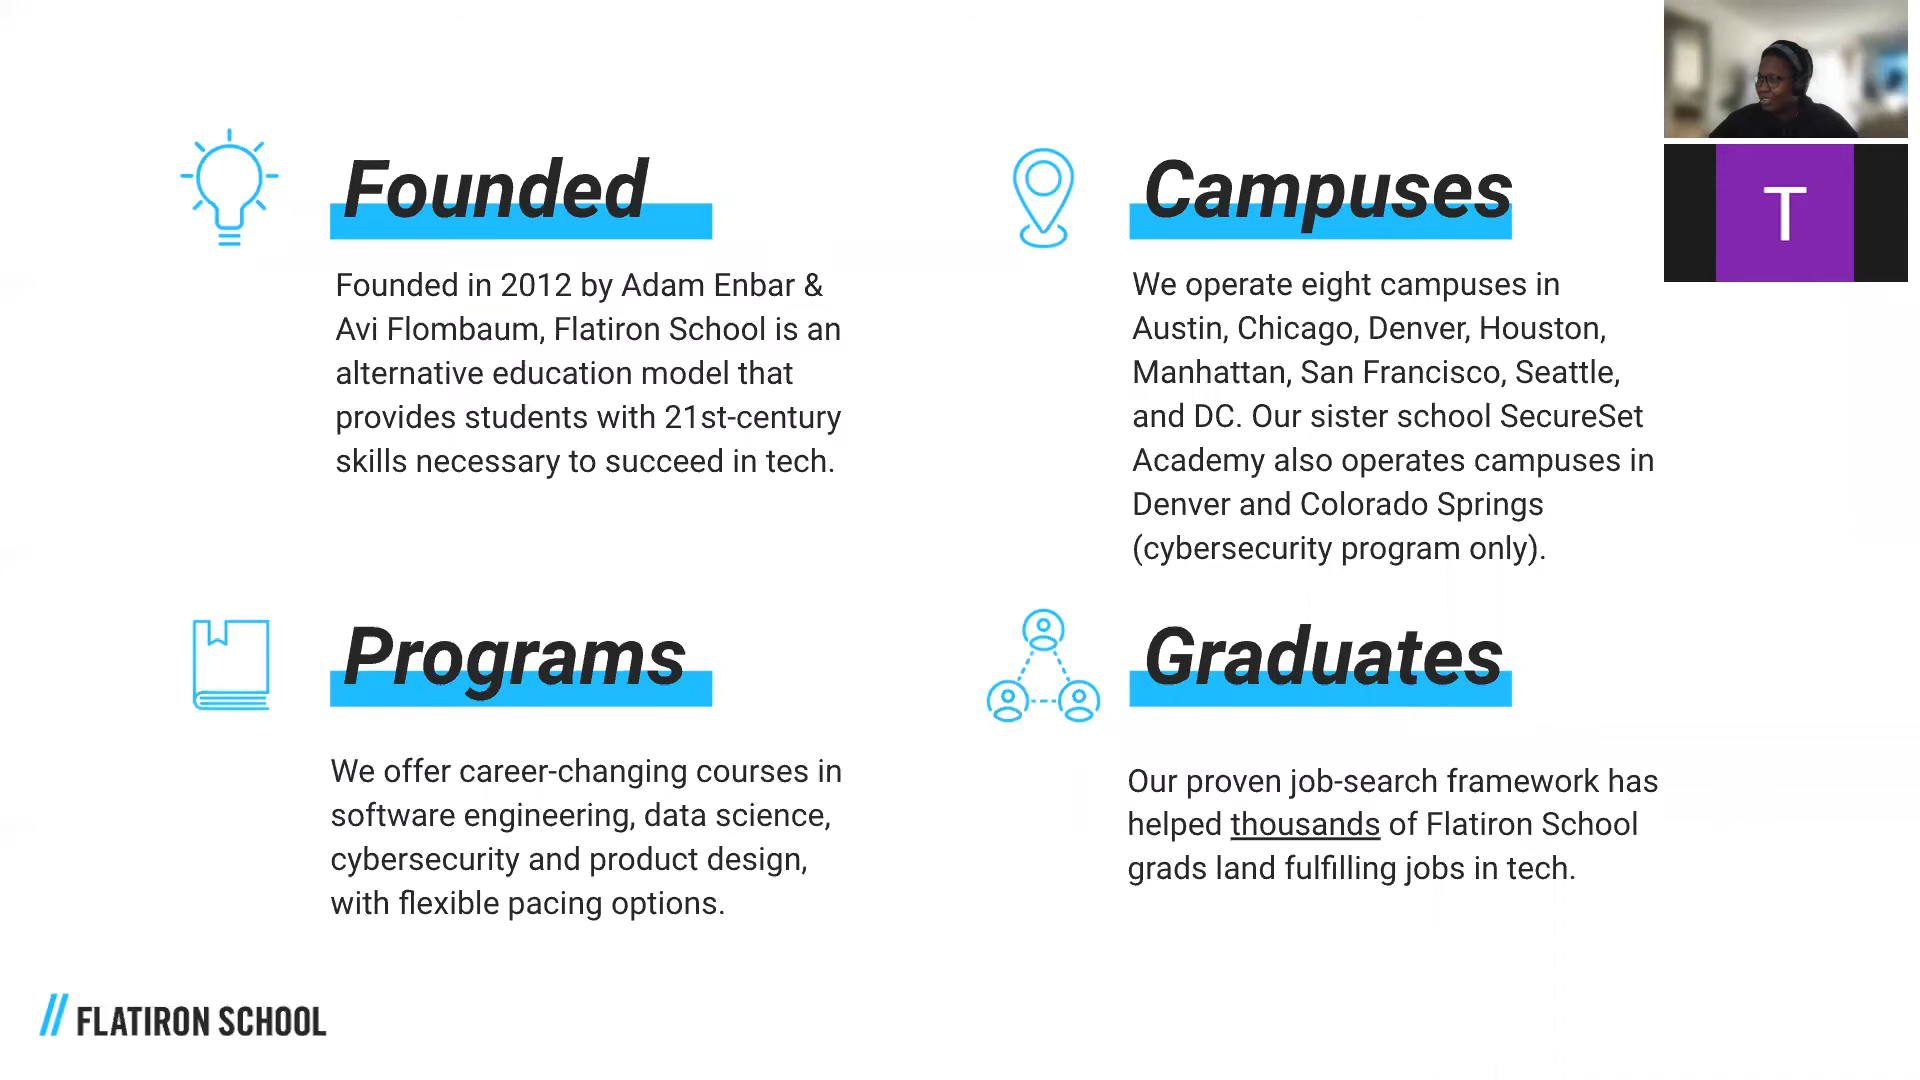 Founded
Founded in 2012 by Adam Enbar &
Avi Flombaum, Flatiron School is an
alternative education model that
provides students with 21st-century
skills necessary to succeed in tech.
Campuses
We operate eight campuses in
Austin, Chicago, Denver, Houston,
Manhattan, San Francisco, Seattle,
and DC. Our sister school SecureSet
Academy also operates campuses in
Denver and Colorado Springs
(cybersecurity program only).
T
Programs
We offer career-changing courses in
software engineering, data science,
cybersecurity and product design,
with flexible pacing options.
Graduates
Our proven job-search framework has
helped thousands of Flatiron School
grads land fulfilling jobs in tech.
// FLATIRON SCHOOL